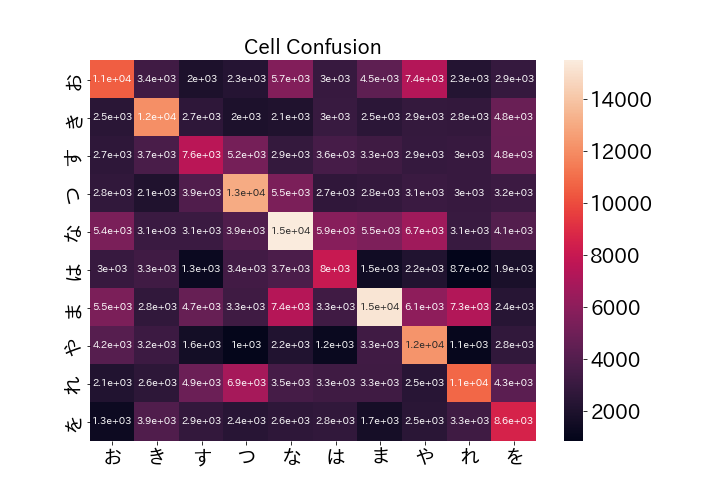 Cell Confusion
お 1.1e+04 3.4e+03 2e+03 2.3e+03 5.7e+03 3e+03 4.5e+03 7.4e+03 2.3e+03 2.9e+03
き 2.5e+03 1.2e+04 2.7e+03 2e+03 2.1e+03 3e+03 2.5e+03 2.9e+03 2.8e+03 4.8e+03
す 2.7e+03 3.7e+03 7.6e+03 5.2e+03 2.9e+03 3.6e+03 3.3e+03 2.9e+03 3e+03 4.8e+03
つ 2.8e+03 2.1e+03 3.9e+03 1.3e+04 5.5e+03 2.7e+03 2.8e+03 3.1e+03 3e+03 3.2e+03
な 5.4e+03 3.1e+03 3.1e+03 3.9e+03 1.5e+04 5.9e+03 5.5e+03 6.7e+03 3.1e+03 4.1e+03
は 3e+03 3.3e+03 1.3e+03 3.4e+03 3.7e+03 8e+03 1.5e+03 2.2e+03 8.7e+02 1.9e+03
ま 5.5e+03 2.8e+03 4.7e+03 3.3e+03 7.4e+03 3.3e+03 1.5e+04 6.1e+03 7.3e+03 2.4e+03
や 4.2e+03 3.2e+03 1.6e+03 1e+03 2.2e+03 1.2e+03 3.3e+03 1.2e+04 1.1e+03 2.8e+03
れ 2.1e+03 2.6e+03 4.9e+03 6.9e+03 3.5e+03 3.3e+03 3.3e+03 2.5e+03 1.1e+04 4.3e+03
を 1.3e+03 3.9e+03 2.9e+03 2.4e+03 2.6e+03 2.8e+03 1.7e+03 2.5e+03 3.3e+03 8.6e+03
お き す つ な は ま や れ を
14000
12000
10000
8000
6000
4000
2000